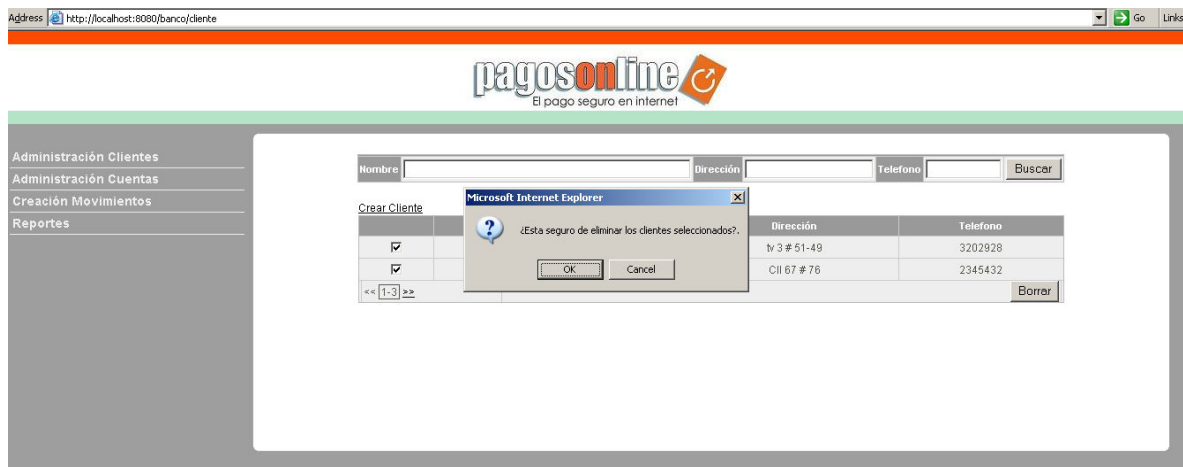 Address http://localhost:8080/banco/cliente Go Links
pagosonline
El pago seguro en internet
Administración Clientes
Administración Cuentas
Creación Movimientos
Reportes
Nombre Dirección Telefono Buscar
Crear Cliente
Microsoft Internet Explorer
¿Esta seguro de eliminar los clientes seleccionados?.
OK Cancel
Dirección Telefono
tv 3 # 51-49 3202928
Cll 67 # 76 2345432
<< 1-3 >> Borrar